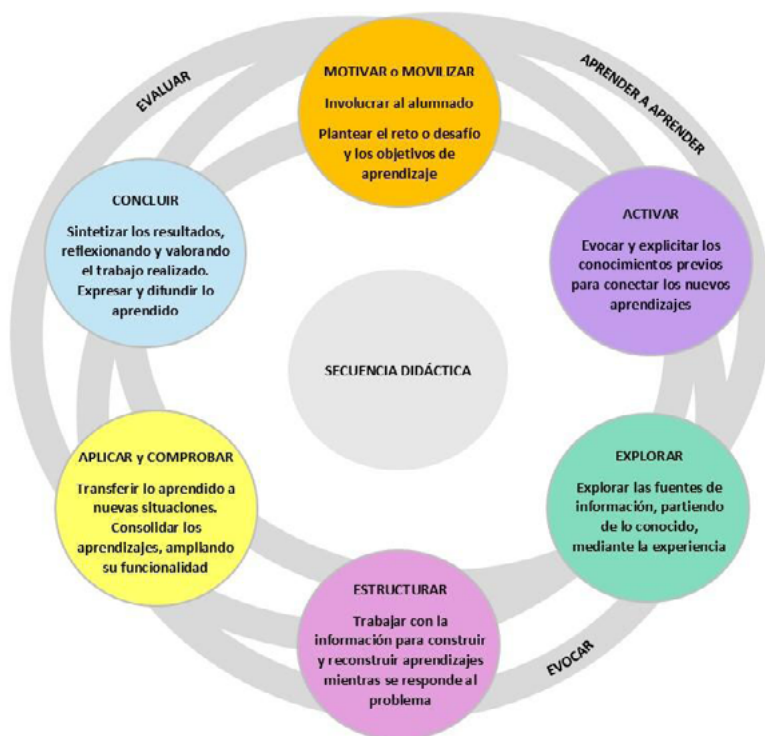 EVALUAR
MOTIVAR o MOVILIZAR
Involucrar al alumnado
Plantear el reto o desafío
y los objetivos de
aprendizaje
APRENDER A APRENDER
ACTIVAR
Evocar y explicitar los
conocimientos previos
para conectar los nuevos
aprendizajes
CONCLUIR
Sintetizar los resultados,
reflexionando y valorando
el trabajo realizado.
Expresar y difundir lo
aprendido
SECUENCIA DIDÁCTICA
EXPLORAR
Explorar las fuentes de
información, partiendo
de lo conocido,
mediante la experiencia
APLICAR y COMPROBAR
Transferir lo aprendido a
nuevas situaciones.
Consolidar los
aprendizajes, ampliando
su funcionalidad
ESTRUCTURAR
Trabajar con la
información para construir
y reconstruir aprendizajes
mientras se responde al
problema
EVOCAR